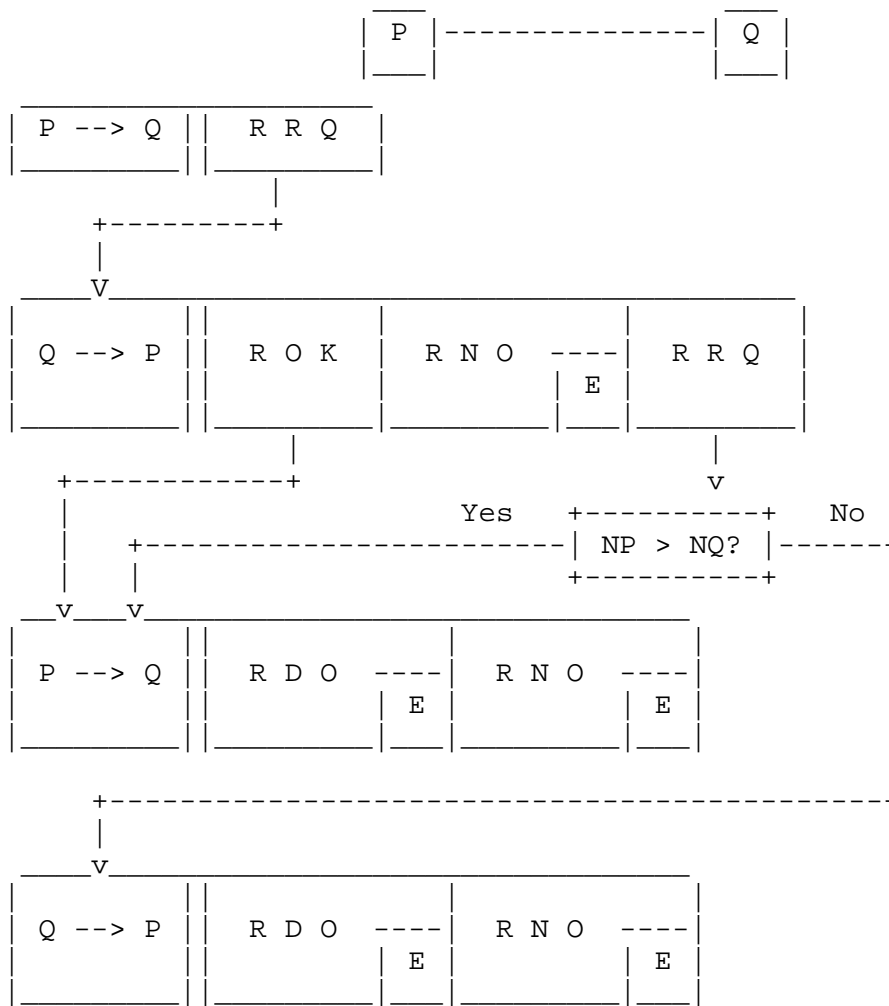 P Q
P --> Q R R Q
Q --> P R O K R N O R R Q
E
Yes No
NP > NQ?
P --> Q R D O R N O
E E
Q --> P R D O R N O
E E